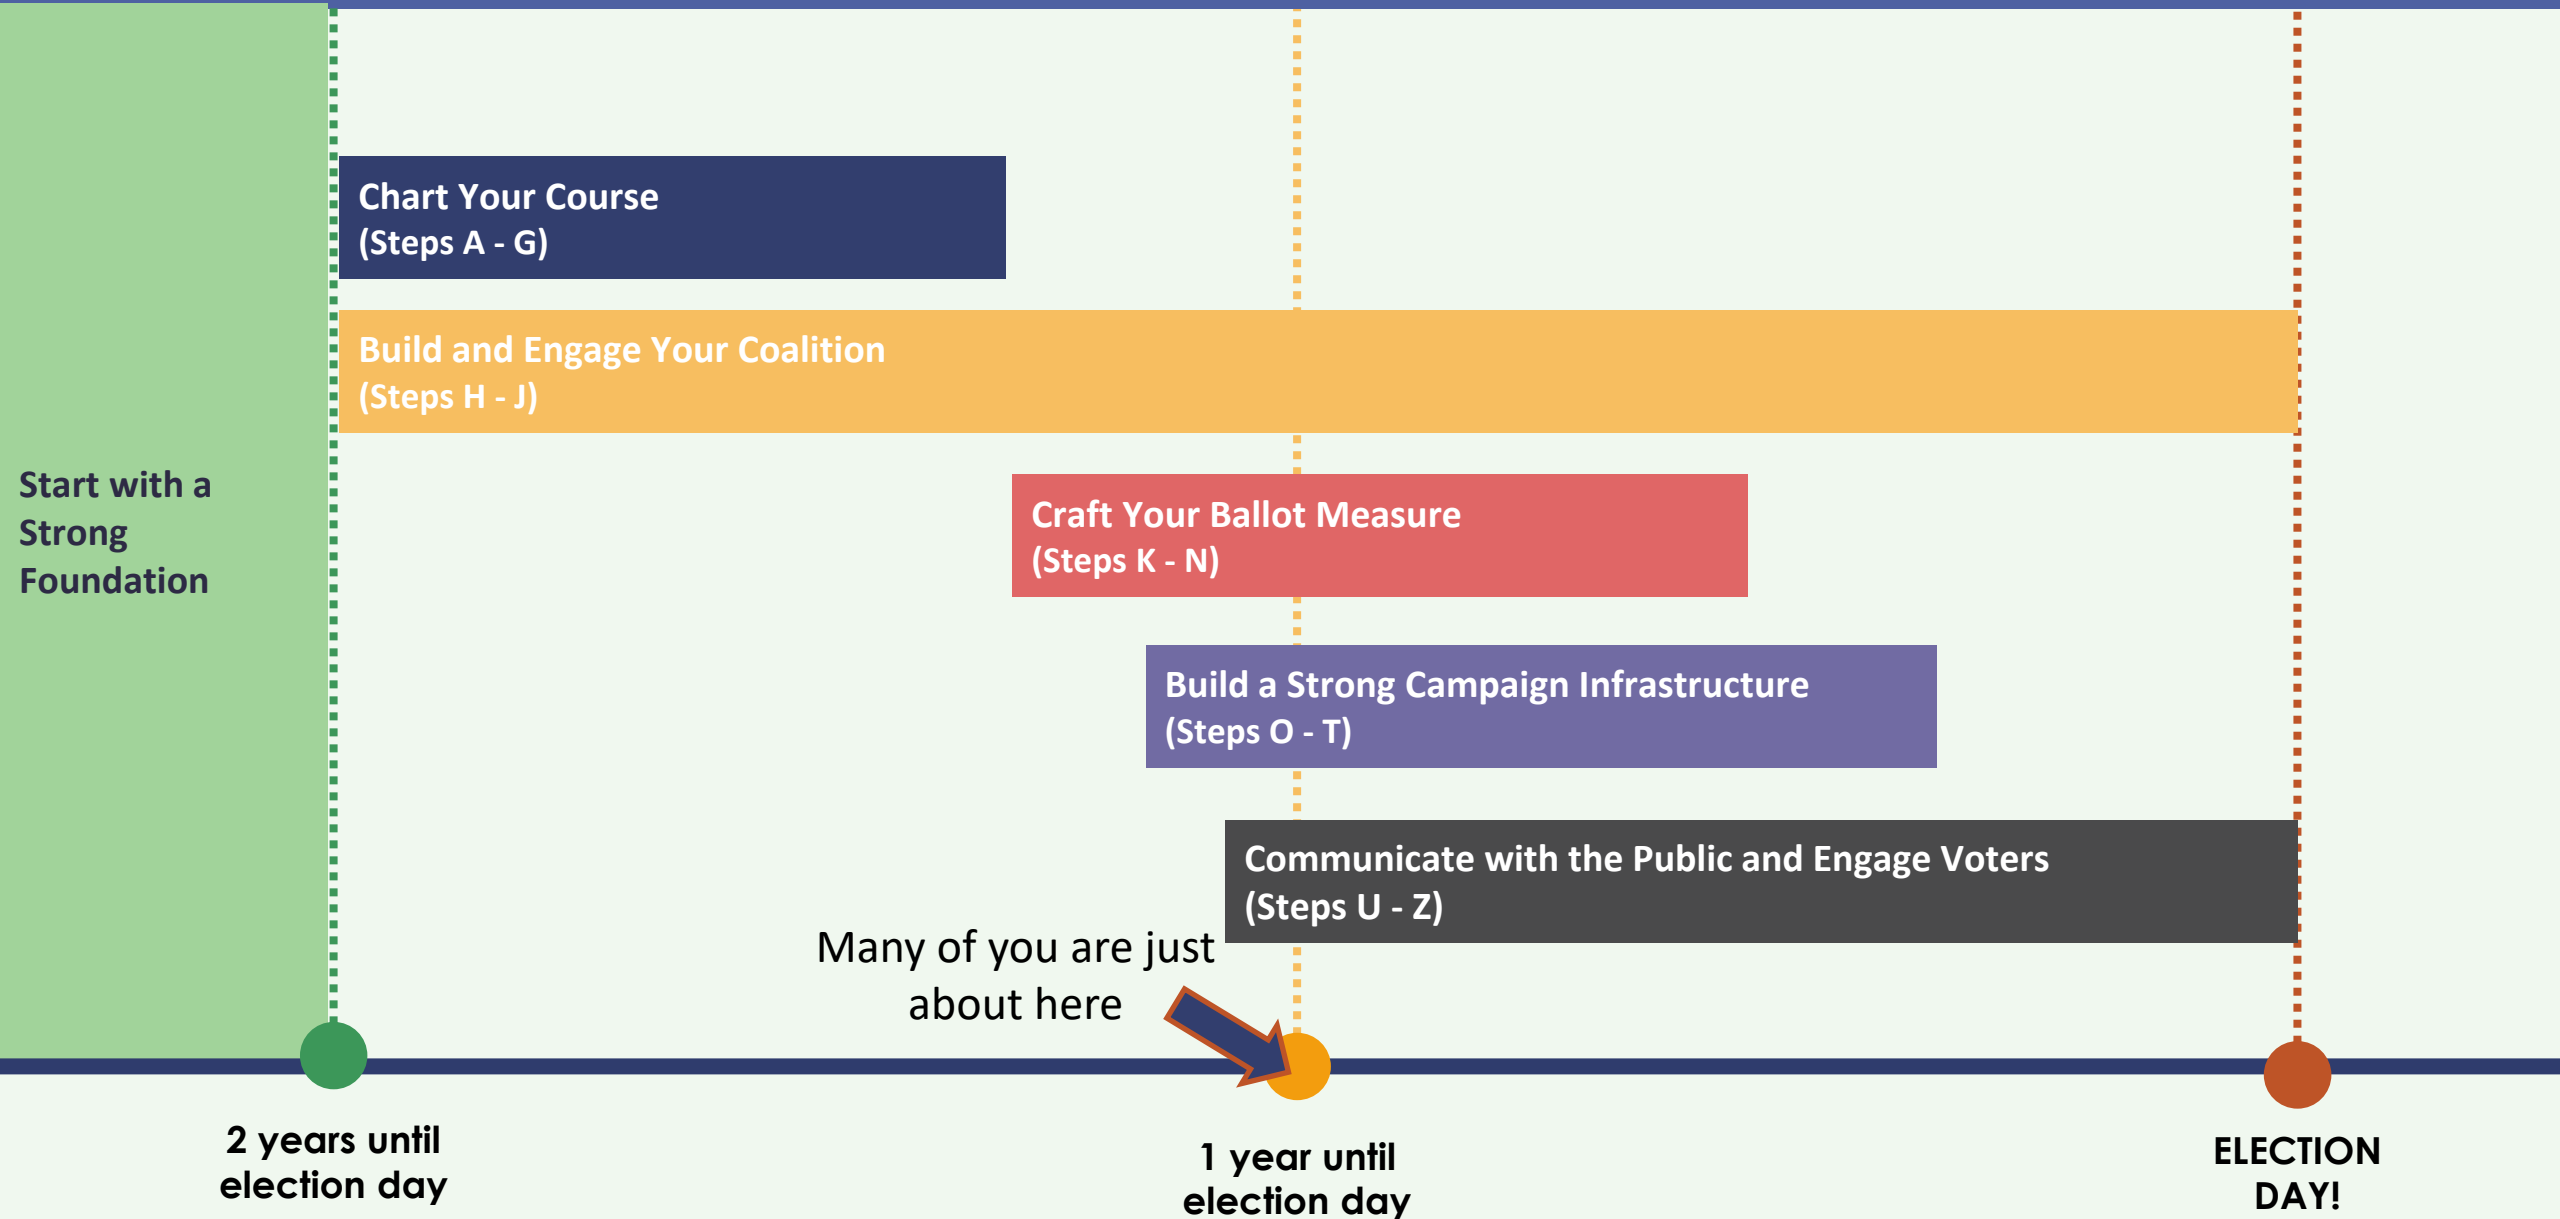 Chart Your Course
(Steps A - G)
Build and Engage Your Coalition
(Steps H - J)
Start with a
Strong
Foundation
Craft Your Ballot Measure
(Steps K - N)
Build a Strong Campaign Infrastructure
(Steps O - T)
Communicate with the Public and Engage Voters
(Steps U - Z)
Many of you are just
about here
2 years until
election day
1 year until
election day
ELECTION
DAY!